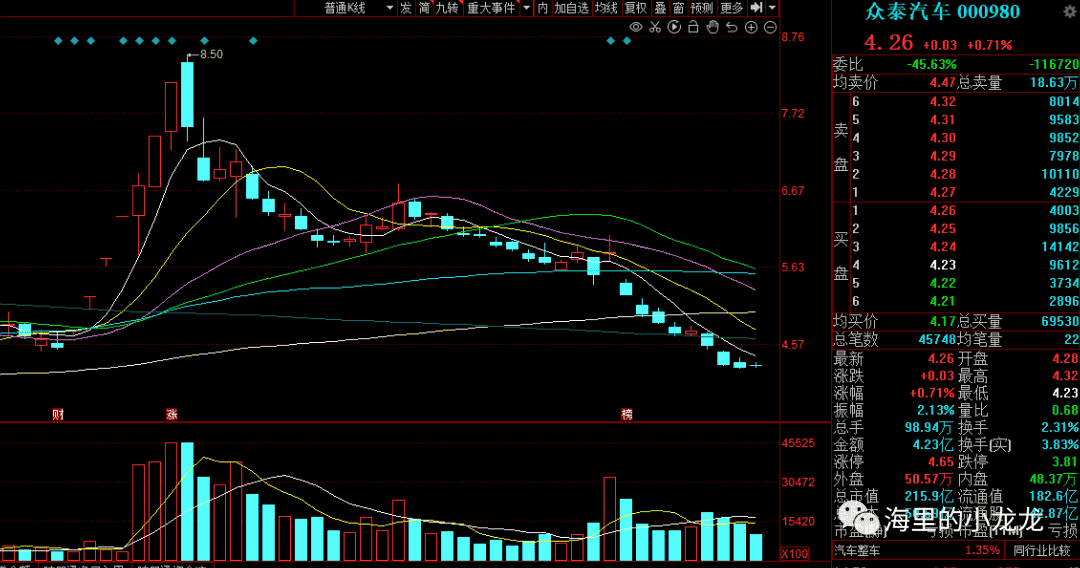 普通K线 发 简 九转 重大事件 内 加自选 均线 复权 叠 窗 预测 更多
众泰汽车 000980
4.26 +0.03 +0.71%
委比 -45.63% -116720
均卖价 4.47 总卖量 18.63万
卖盘
6 4.32 8014
5 4.31 9583
4 4.30 9852
3 4.29 7978
2 4.28 10110
1 4.27 4229
买盘
1 4.26 4003
2 4.25 9856
3 4.24 14142
4 4.23 9612
5 4.22 3734
6 4.21 2896
均买价 4.17 总买量 69530
总笔数 45748 均笔量 22
最新 4.26 开盘 4.28
涨跌 +0.03 最高 4.32
涨幅 +0.71% 最低 4.23
振幅 2.13% 量比 0.68
总手 98.94万 换手 2.31%
金额 4.23亿 换手(实) 3.83%
涨停 4.65 跌停 3.81
外盘 50.57万 内盘 48.37万
总市值 215.9亿 流通值 182.6亿
海里的小龙龙
汽车整车 1.35% 同行业比较
8.50
8.76
7.72
6.67
5.63
4.57
财 涨 榜
45525
30472
15420
X100